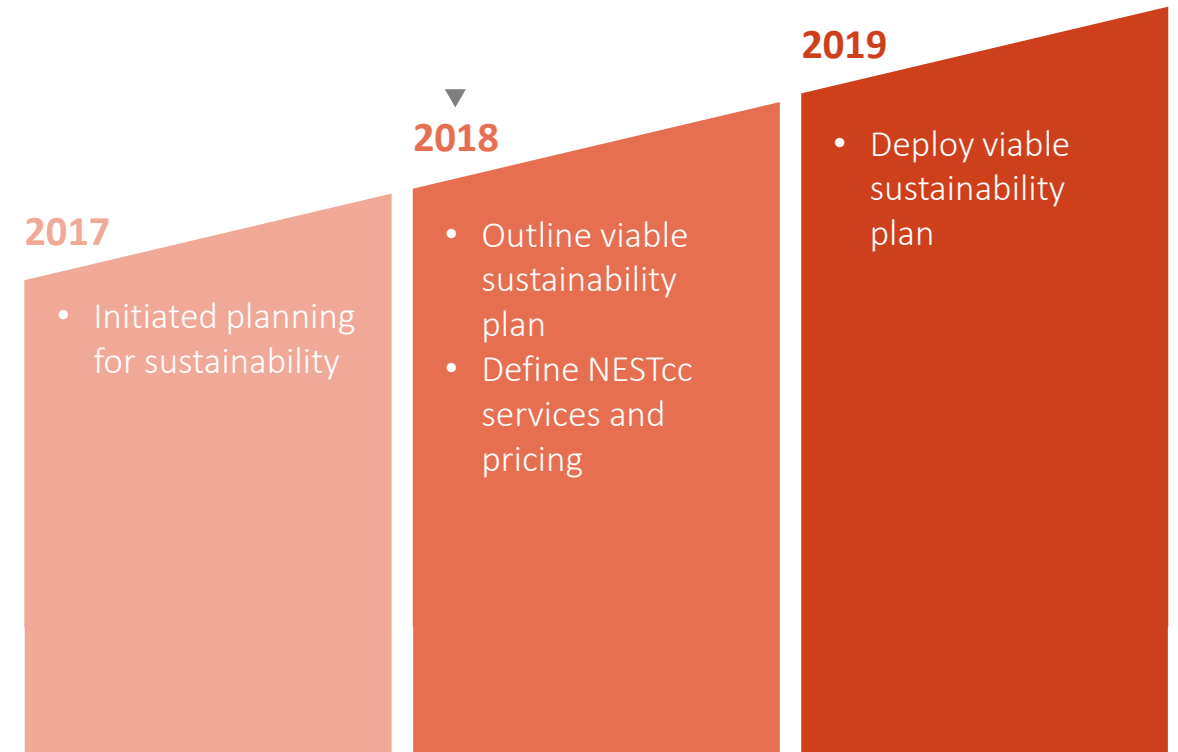 2017
• Initiated planning
for sustainability
2018
• Outline viable
sustainability
plan
• Define NESTcc
services and
pricing
2019
• Deploy viable
sustainability
plan